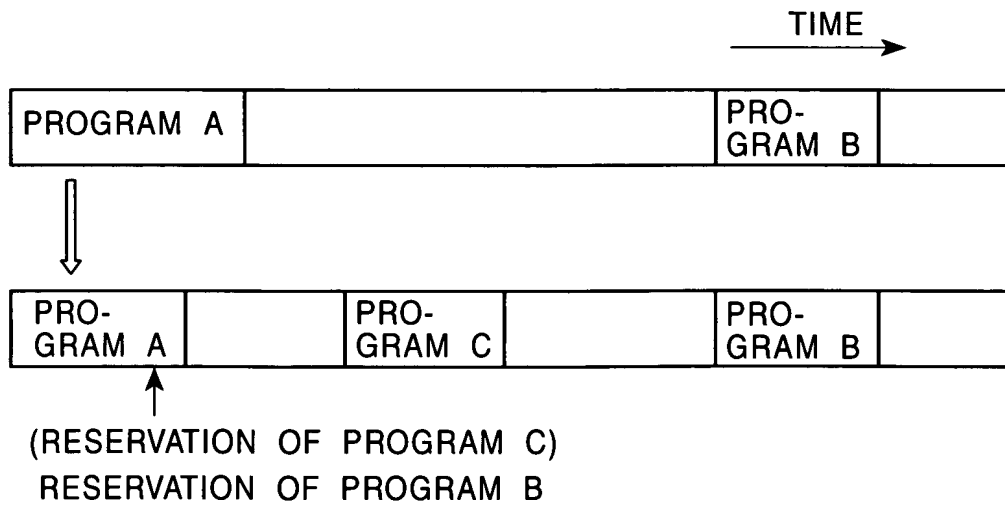 TIME
PROGRAM A
PRO-
GRAM B
PRO-
GRAM A
PRO-
GRAM C
PRO-
GRAM B
(RESERVATION OF PROGRAM C)
RESERVATION OF PROGRAM B